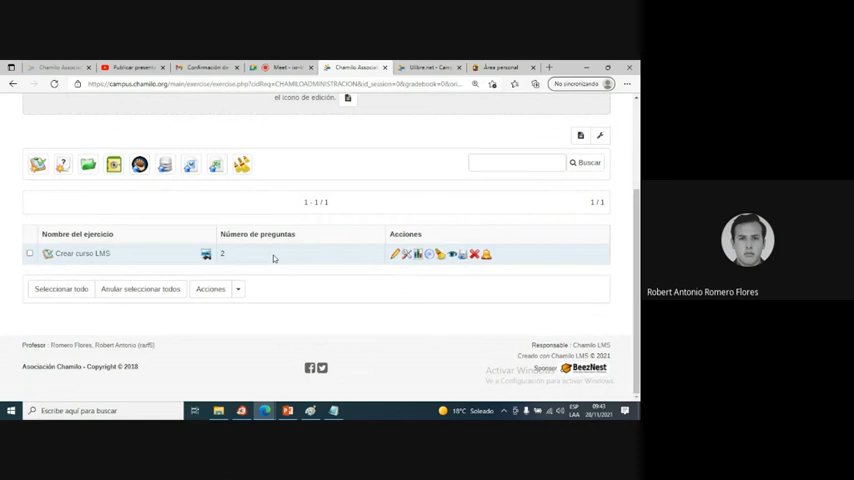 Chamilo Associa
Publicar present
Confirmación de
Meet - cent
Chamilo Associa
Ulibre.net - Cam
Área personal
https://campus.chamilo.org/main/exercise/exercise.php?cidReq=CHAMILOADMINISTRACION&id_session=0&gradebook=0&ori...
No sincronizando
el icono de edición.
Buscar
1 - 1 / 1
1 / 1
Nombre del ejercicio
Número de preguntas
Acciones
Crear curso LMS
2
Seleccionar todo
Anular seleccionar todos
Acciones
Robert Antonio Romero Flores
Profesor : Romero Flores, Robert Antonio (rarf6)
Responsable : Chamilo LMS
Creado con Chamilo LMS © 2021
Asociación Chamilo - Copyright © 2018
Sponsor BeezNest
Activar Windows
Ve a Configuración para activar Windows.
Escribe aquí para buscar
18°C Soleado
ESP
LAA
09:43
28/11/2021